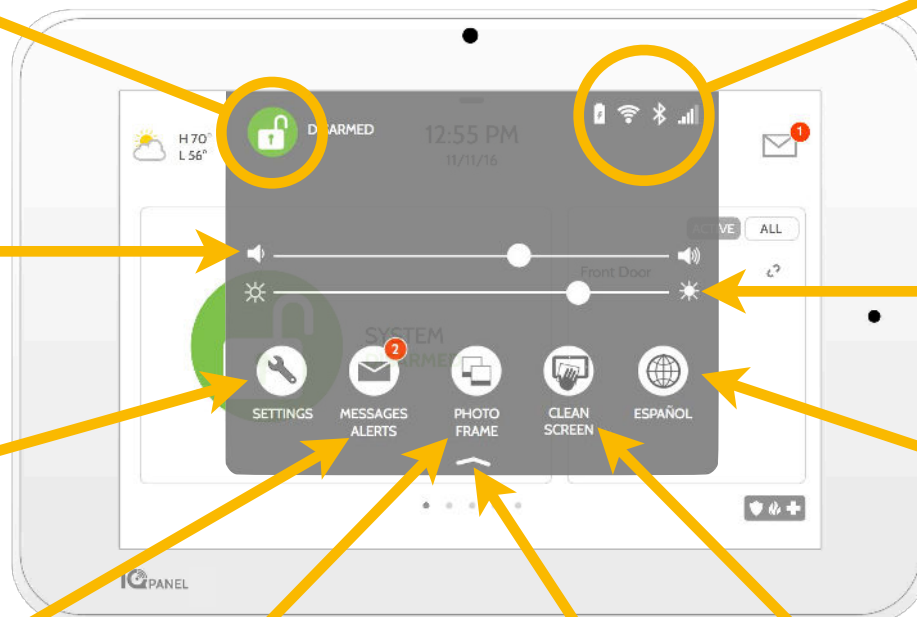 H 70°
L 56°
DISARMED
12:55 PM
11/11/16
1
ACTIVE
ALL
Front Door
SYSTEM
DISARMED
2
SETTINGS
MESSAGES
ALERTS
PHOTO
FRAME
CLEAN
SCREEN
ESPAÑOL
IQ PANEL